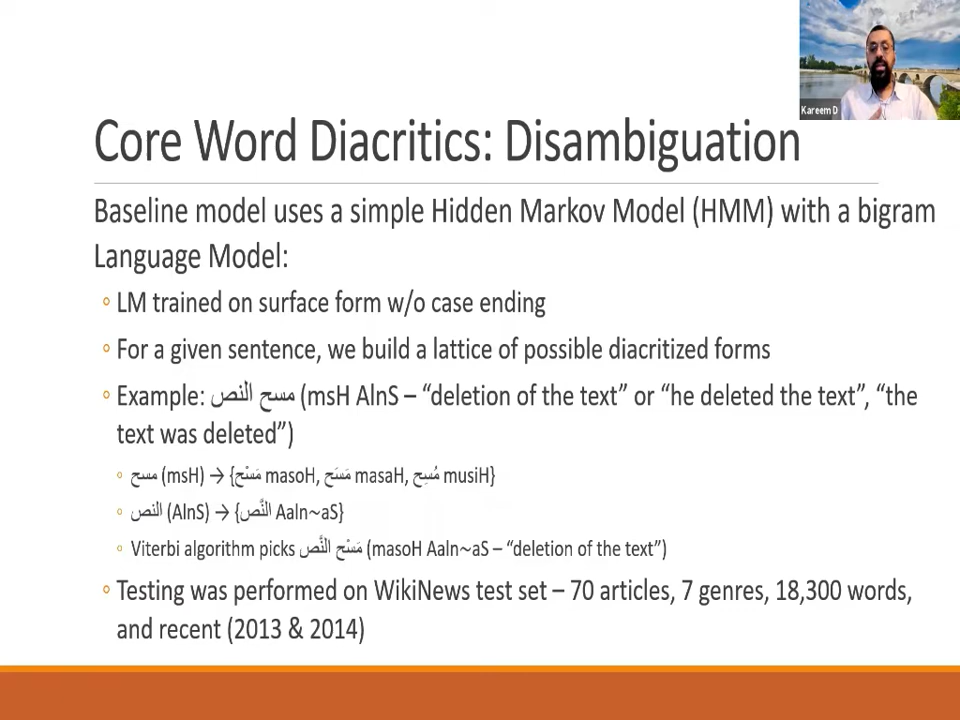 Kareem D
Core Word Diacritics: Disambiguation
Baseline model uses a simple Hidden Markov Model (HMM) with a bigram
Language Model:
◦ LM trained on surface form w/o case ending
◦ For a given sentence, we build a lattice of possible diacritized forms
◦ Example: مسح النص (msH AlnS – “deletion of the text” or “he deleted the text”, “the
text was deleted”)
◦ مسح (msH) → {مَسْح masoH, مَسَح masaH, مُسِح musiH}
◦ النص (AlnS) → {النَّص Aaln~aS}
◦ Viterbi algorithm picks مَسْح النَّص (masoH Aaln~aS – “deletion of the text”)
◦ Testing was performed on WikiNews test set – 70 articles, 7 genres, 18,300 words,
and recent (2013 & 2014)